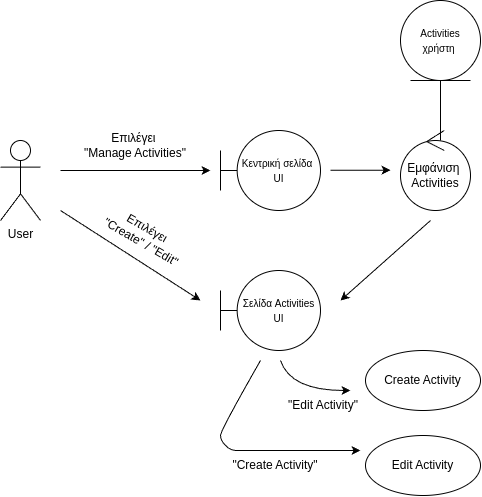 Activities
χρήστη
Επιλέγει
"Manage Activities"
Κεντρική σελίδα
UI
Εμφάνιση
Activities
User
Επιλέγει
"Create" / "Edit"
Σελίδα Activities
UI
Create Activity
"Edit Activity"
"Create Activity"
Edit Activity